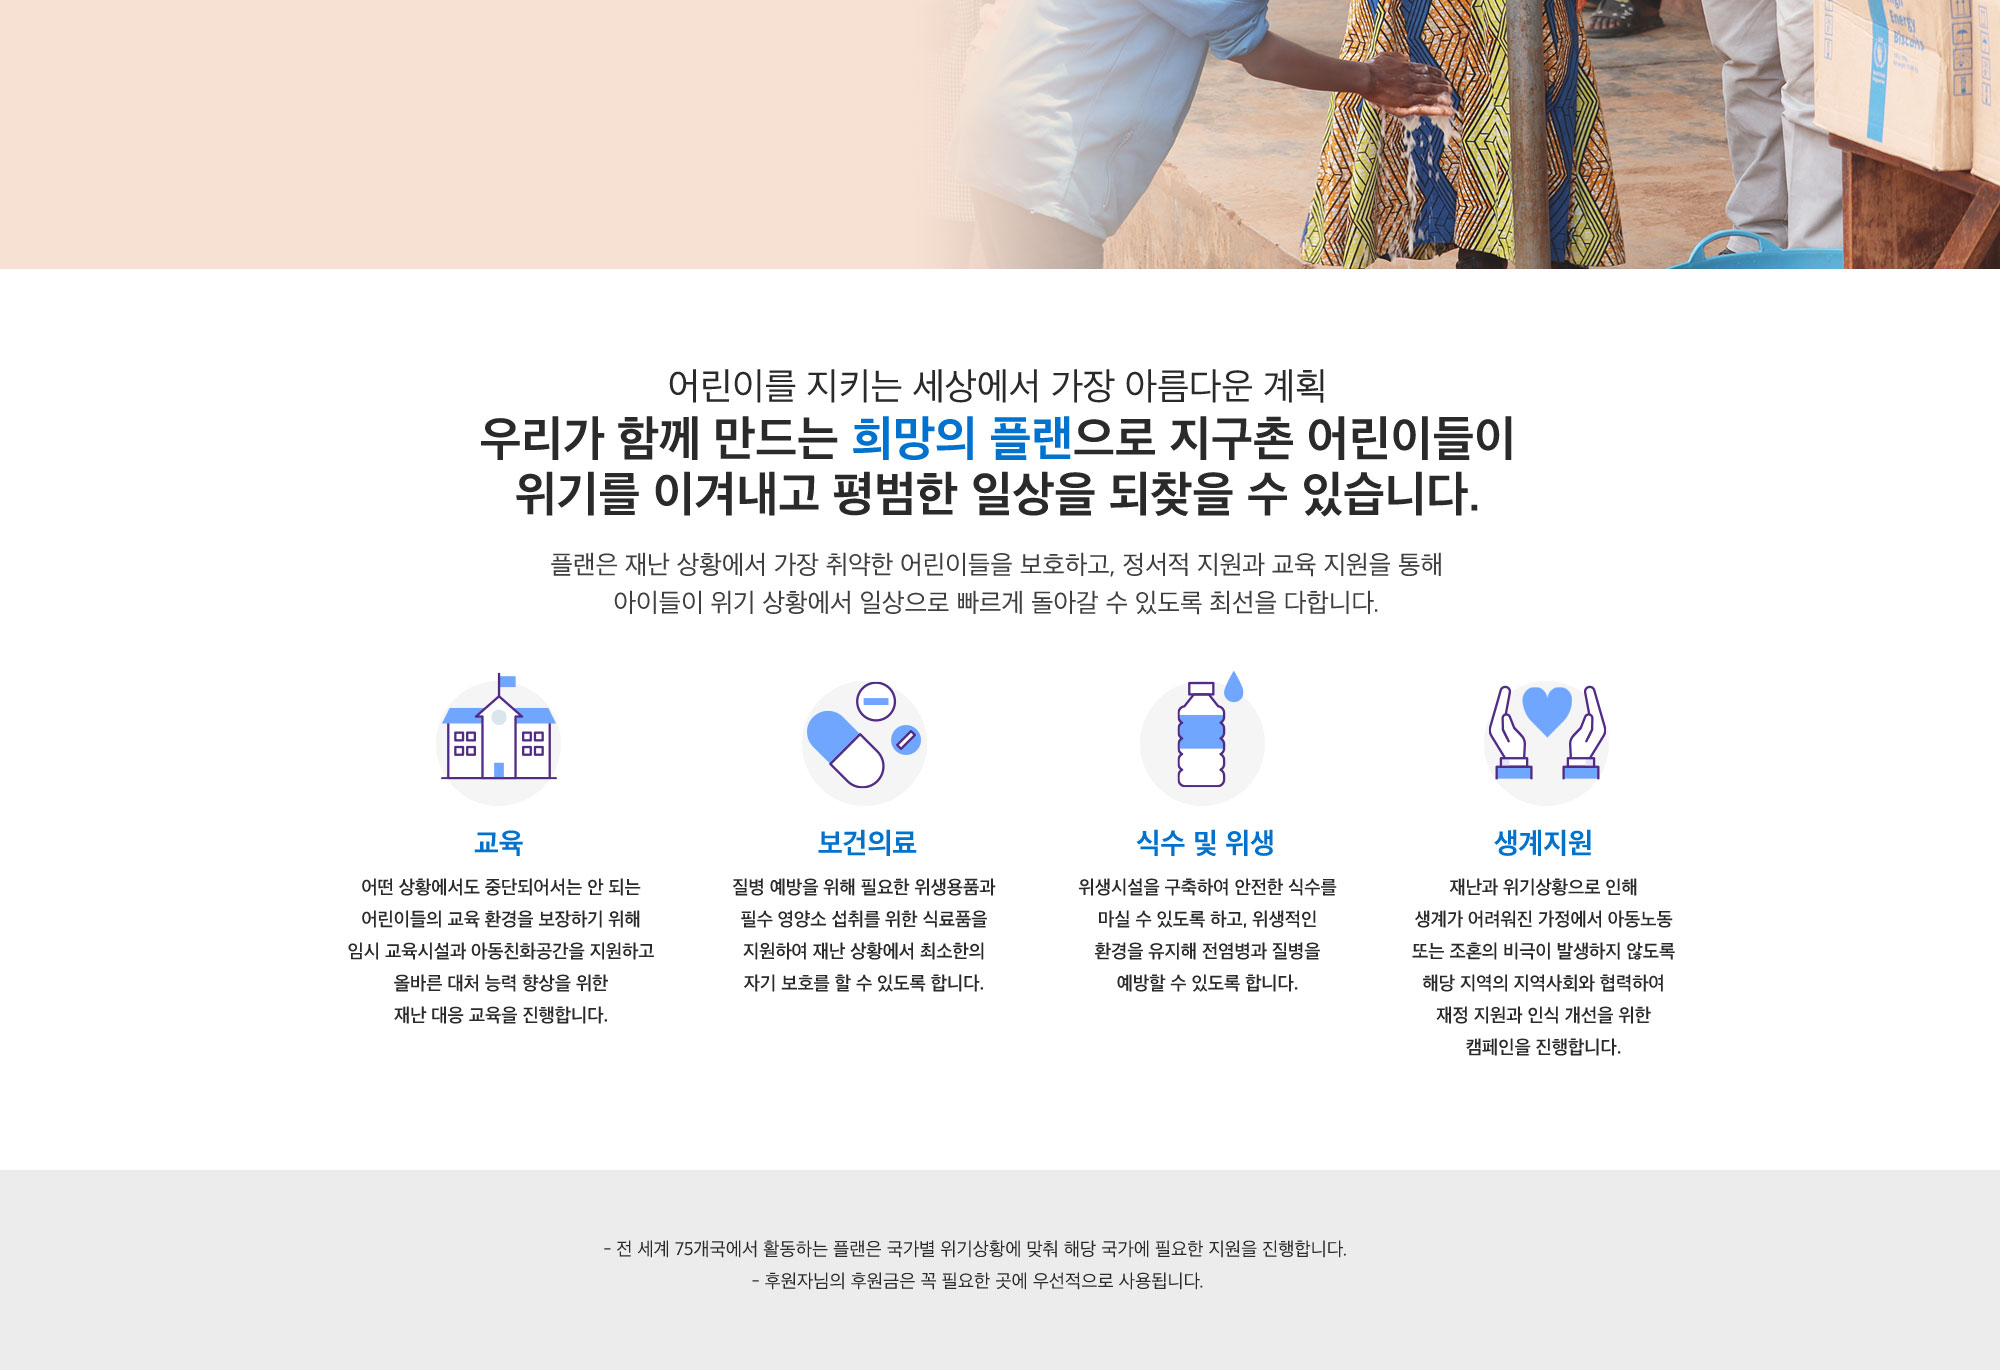 Energy
Biscuits
어린이를 지키는 세상에서 가장 아름다운 계획
우리가 함께 만드는 희망의 플랜으로 지구촌 어린이들이
위기를 이겨내고 평범한 일상을 되찾을 수 있습니다.
플랜은 재난 상황에서 가장 취약한 어린이들을 보호하고, 정서적 지원과 교육 지원을 통해
아이들이 위기 상황에서 일상으로 빠르게 돌아갈 수 있도록 최선을 다합니다.
교육
어떤 상황에서도 중단되어서는 안 되는
어린이들의 교육 환경을 보장하기 위해
임시 교육시설과 아동친화공간을 지원하고
올바른 대처 능력 향상을 위한
재난 대응 교육을 진행합니다.
보건의료
질병 예방을 위해 필요한 위생용품과
필수 영양소 섭취를 위한 식료품을
지원하여 재난 상황에서 최소한의
자기 보호를 할 수 있도록 합니다.
식수 및 위생
위생시설을 구축하여 안전한 식수를
마실 수 있도록 하고, 위생적인
환경을 유지해 전염병과 질병을
예방할 수 있도록 합니다.
생계지원
재난과 위기상황으로 인해
생계가 어려워진 가정에서 아동노동
또는 조혼의 비극이 발생하지 않도록
해당 지역의 지역사회와 협력하여
재정 지원과 인식 개선을 위한
캠페인을 진행합니다.
- 전 세계 75개국에서 활동하는 플랜은 국가별 위기상황에 맞춰 해당 국가에 필요한 지원을 진행합니다.
- 후원자님의 후원금은 꼭 필요한 곳에 우선적으로 사용됩니다.